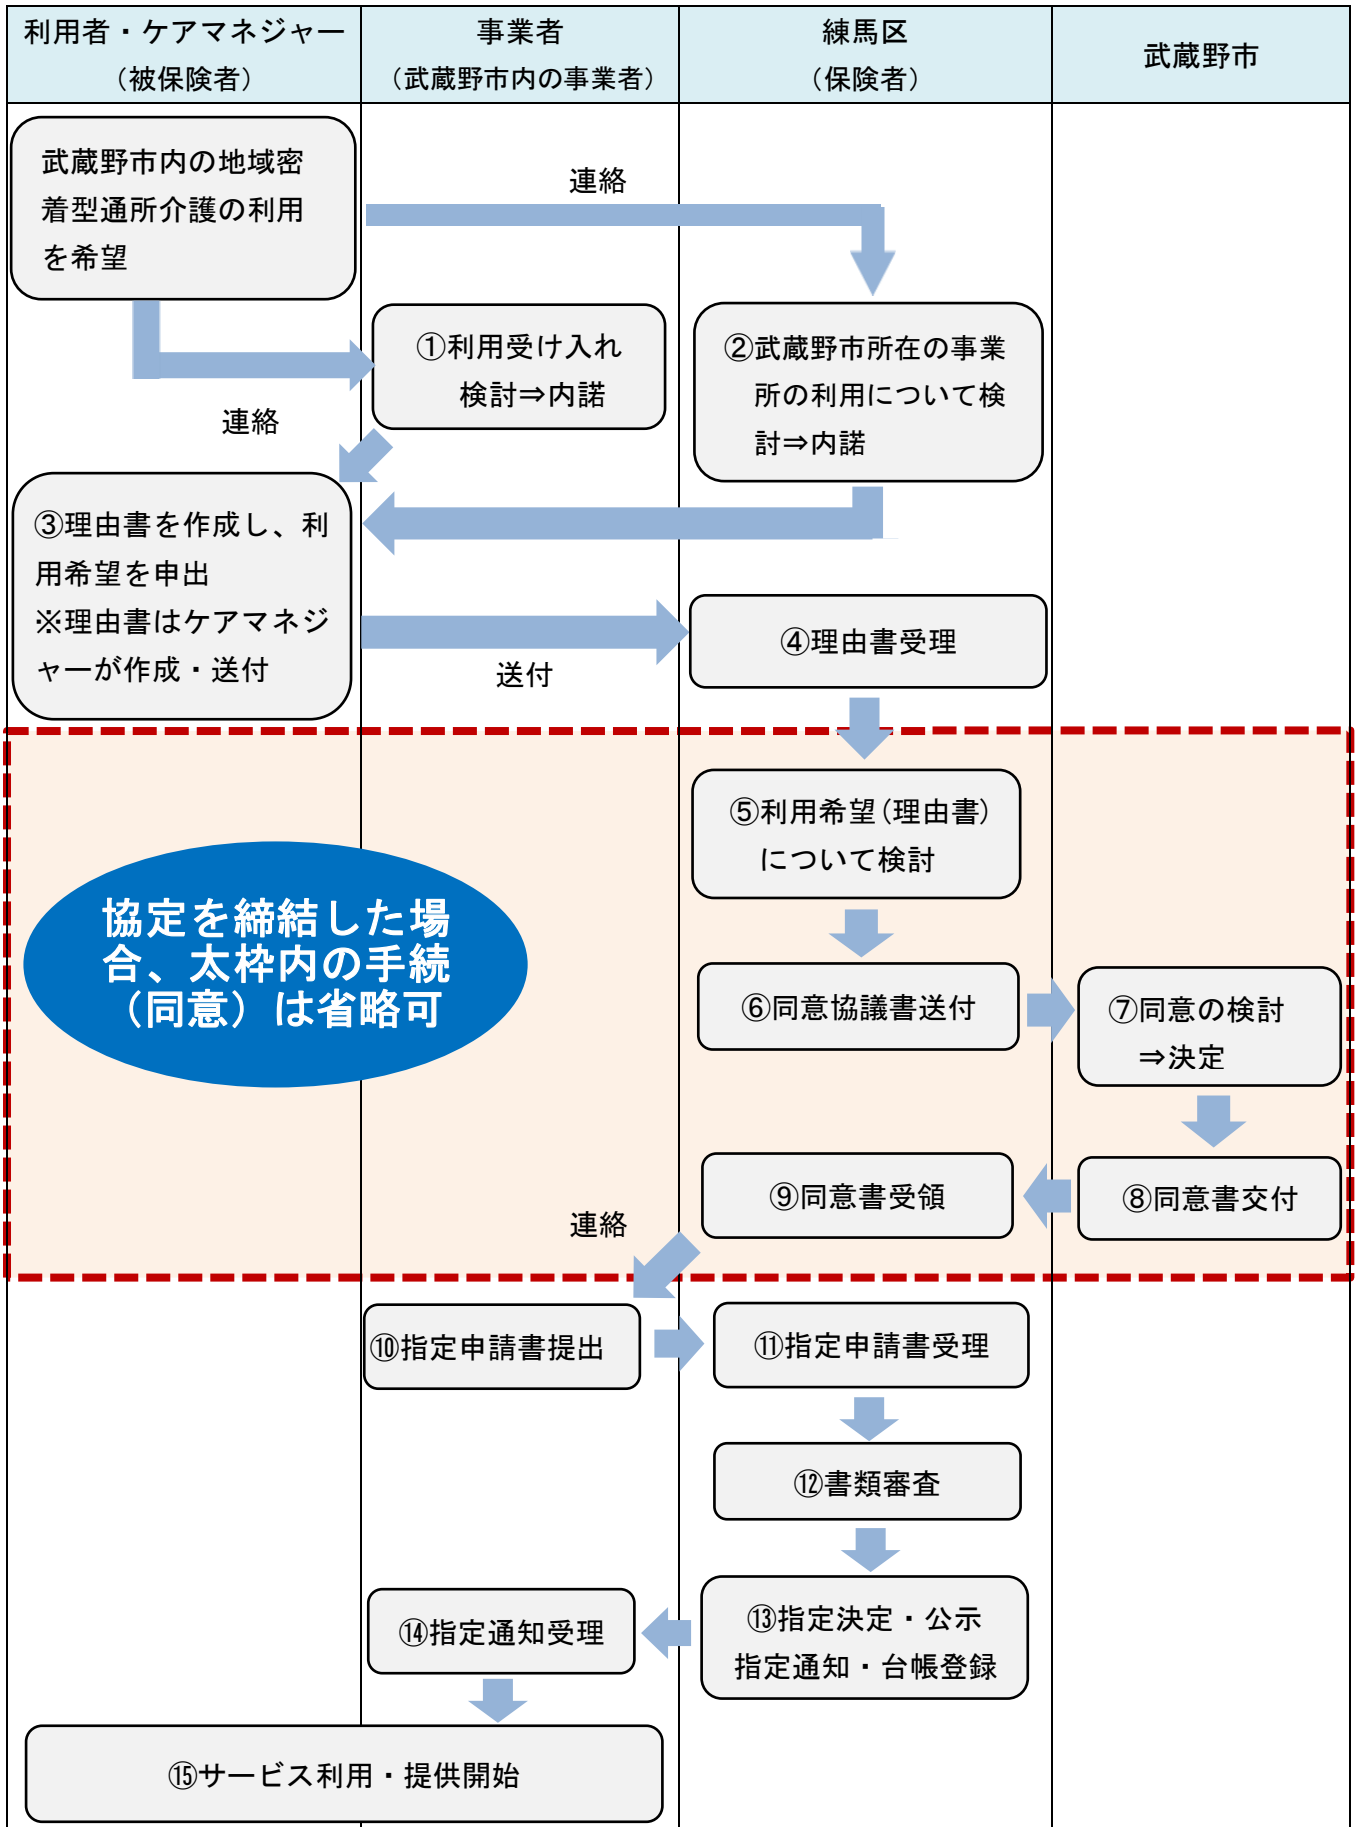 利用者・ケアマネジャー
（被保険者）
事業者
（武蔵野市内の事業者）
練馬区
（保険者）
武蔵野市
武蔵野市内の地域密
着型通所介護の利用
を希望
連絡
①利用受け入れ
検討⇒内諾
②武蔵野市所在の事業
所の利用について検
討⇒内諾
連絡
③理由書を作成し、利
用希望を申出
※理由書はケアマネジ
ャーが作成・送付
送付
④理由書受理
⑤利用希望（理由書）
について検討
協定を締結した場
合、太枠内の手続
（同意）は省略可
⑥同意協議書送付
⑦同意の検討
⇒決定
⑧同意書交付
⑨同意書受領
連絡
⑩指定申請書提出
⑪指定申請書受理
⑫書類審査
⑬指定決定・公示
指定通知・台帳登録
⑭指定通知受理
⑮サービス利用・提供開始